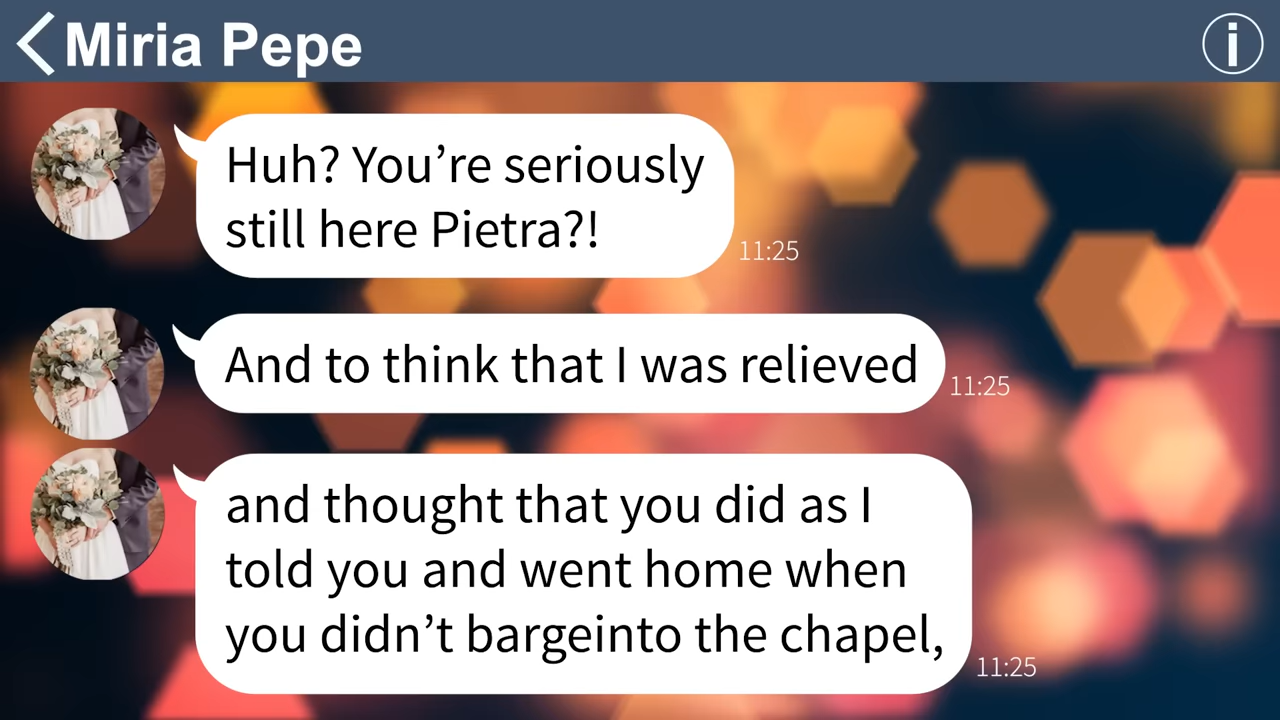 Miria Pepe
Huh? You’re seriously
still here Pietra?!
11:25
And to think that I was relieved
11:25
and thought that you did as I
told you and went home when
you didn’t bargeinto the chapel,
11:25